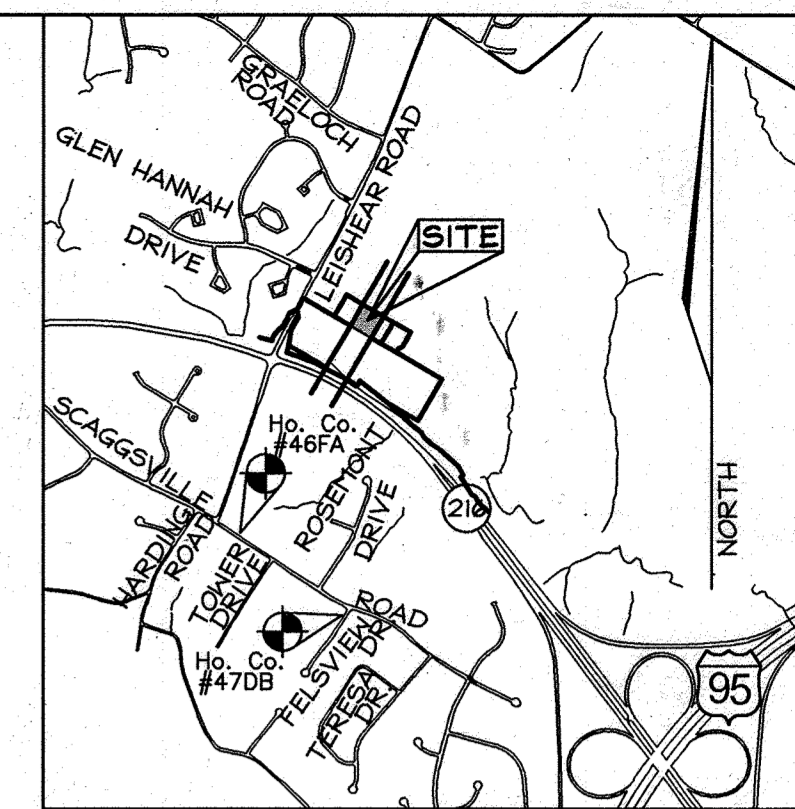 GRAELOCH
ROAD
GLEN HANNAH
DRIVE
LEISHEAR ROAD
SITE
SCAGGSVILLE
ROAD
Ho. Co.
#46FA
ROSEMONT
DRIVE
216
NORTH
HARDING
ROAD
TOWER
DRIVE
Ho. Co.
#47DB
FELSVIEW
DR.
TERESA
DR.
95